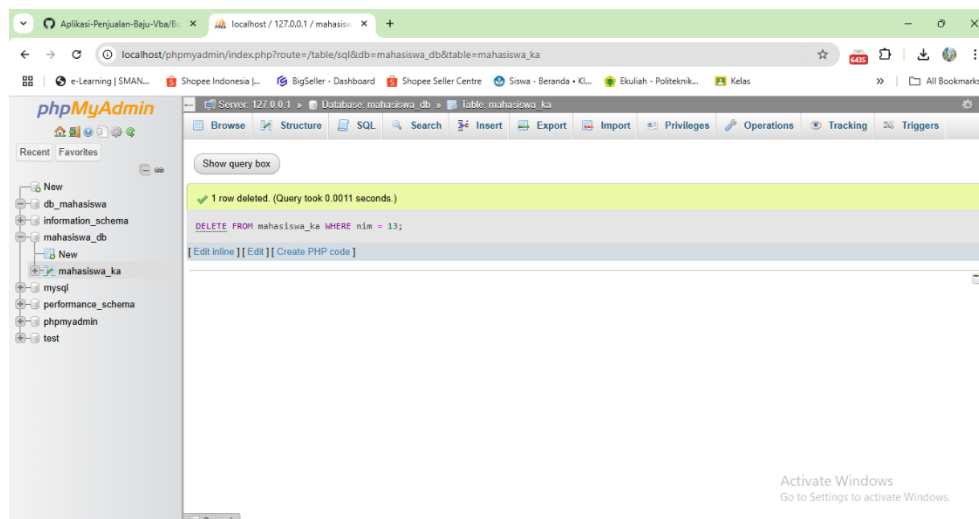 Aplikasi-Penjualan-Baju-Vba/Bu
localhost / 127.0.0.1 / mahasisw
localhost/phpmyadmin/index.php?route=/table/sql&db=mahasiswa_db&table=mahasiswa_ka
6435
e-Learning | SMAN...
Shopee Indonesia |...
BigSeller - Dashboard
Shopee Seller Centre
Siswa - Beranda • Kl...
Ekuliah - Politeknik...
Kelas
»
All Bookmarks
phpMyAdmin
Recent Favorites
New
db_mahasiswa
information_schema
mahasiswa_db
New
mahasiswa_ka
mysql
performance_schema
phpmyadmin
test
Server: 127.0.0.1 » Database: mahasiswa_db » Table: mahasiswa_ka
Browse Structure SQL Search Insert Export Import Privileges Operations Tracking Triggers
Show query box
1 row deleted. (Query took 0.0011 seconds.)
DELETE FROM mahasiswa_ka WHERE nim = 13;
[ Edit inline ] [ Edit ] [ Create PHP code ]
Activate Windows
Go to Settings to activate Windows.